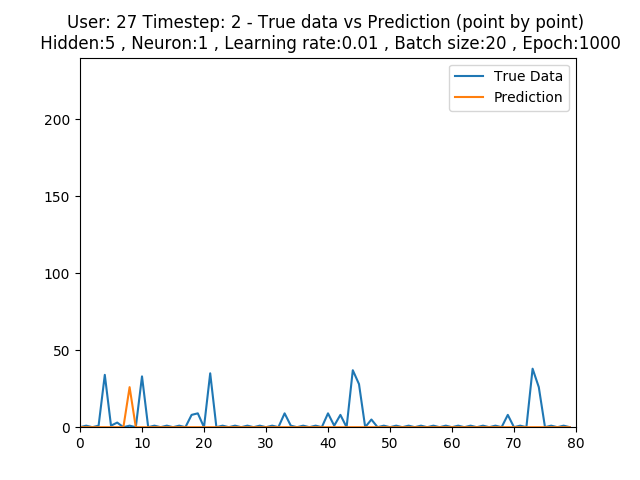 User: 27 Timestep: 2 - True data vs Prediction (point by point)
Hidden:5 , Neuron:1 , Learning rate:0.01 , Batch size:20 , Epoch:1000
True Data
Prediction
200
150
100
50
0
0 10 20 30 40 50 60 70 80